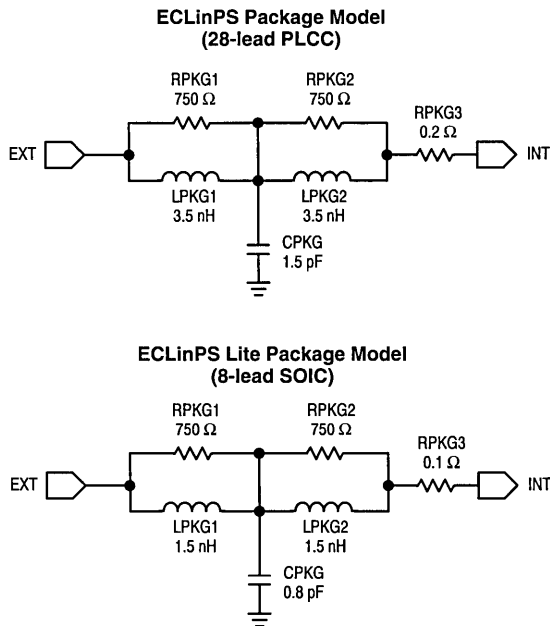 ECLinPS Package Model
(28-lead PLCC)
RPKG1
750 Ω
RPKG2
750 Ω
RPKG3
0.2 Ω
EXT
INT
LPKG1
3.5 nH
LPKG2
3.5 nH
CPKG
1.5 pF
ECLinPS Lite Package Model
(8-lead SOIC)
RPKG1
750 Ω
RPKG2
750 Ω
RPKG3
0.1 Ω
EXT
INT
LPKG1
1.5 nH
LPKG2
1.5 nH
CPKG
0.8 pF